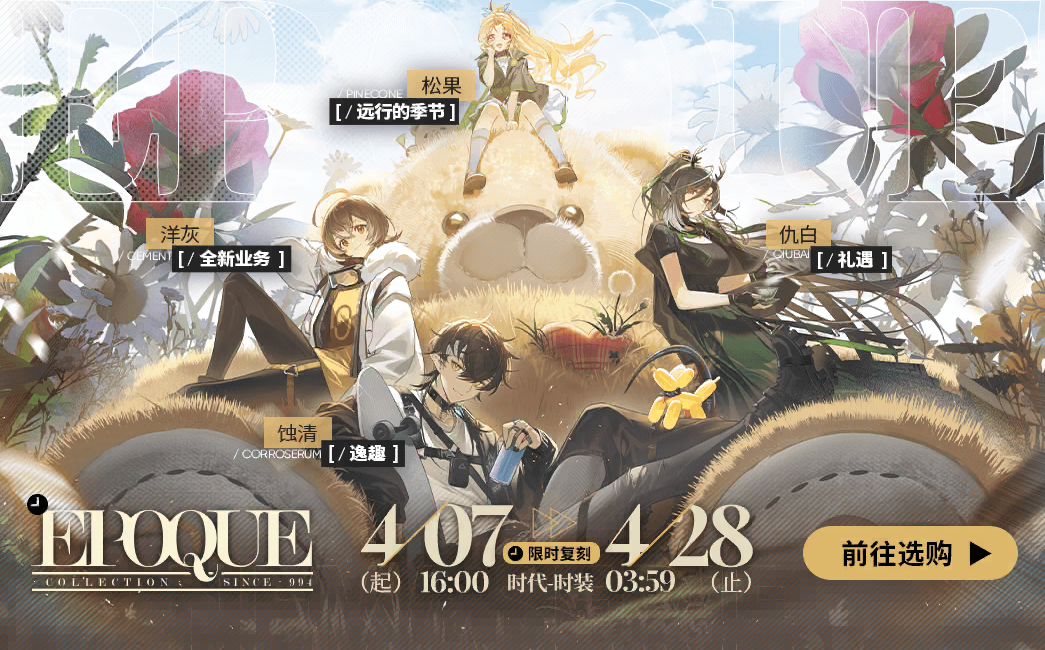 EPOQUE
/ PINECONE
松果
[ / 远行的季节 ]
洋灰
/ CEMENT
[ / 全新业务 ]
仇白
/ QIUBAI
[ / 礼遇 ]
蚀清
/ CORROSERUM
[ / 逸趣 ]
EPOQUE
COLLECTION SINCE-994
4/07
限时复刻
4/28
(起) 16:00
时代-时装
03:59 (止)
前往选购